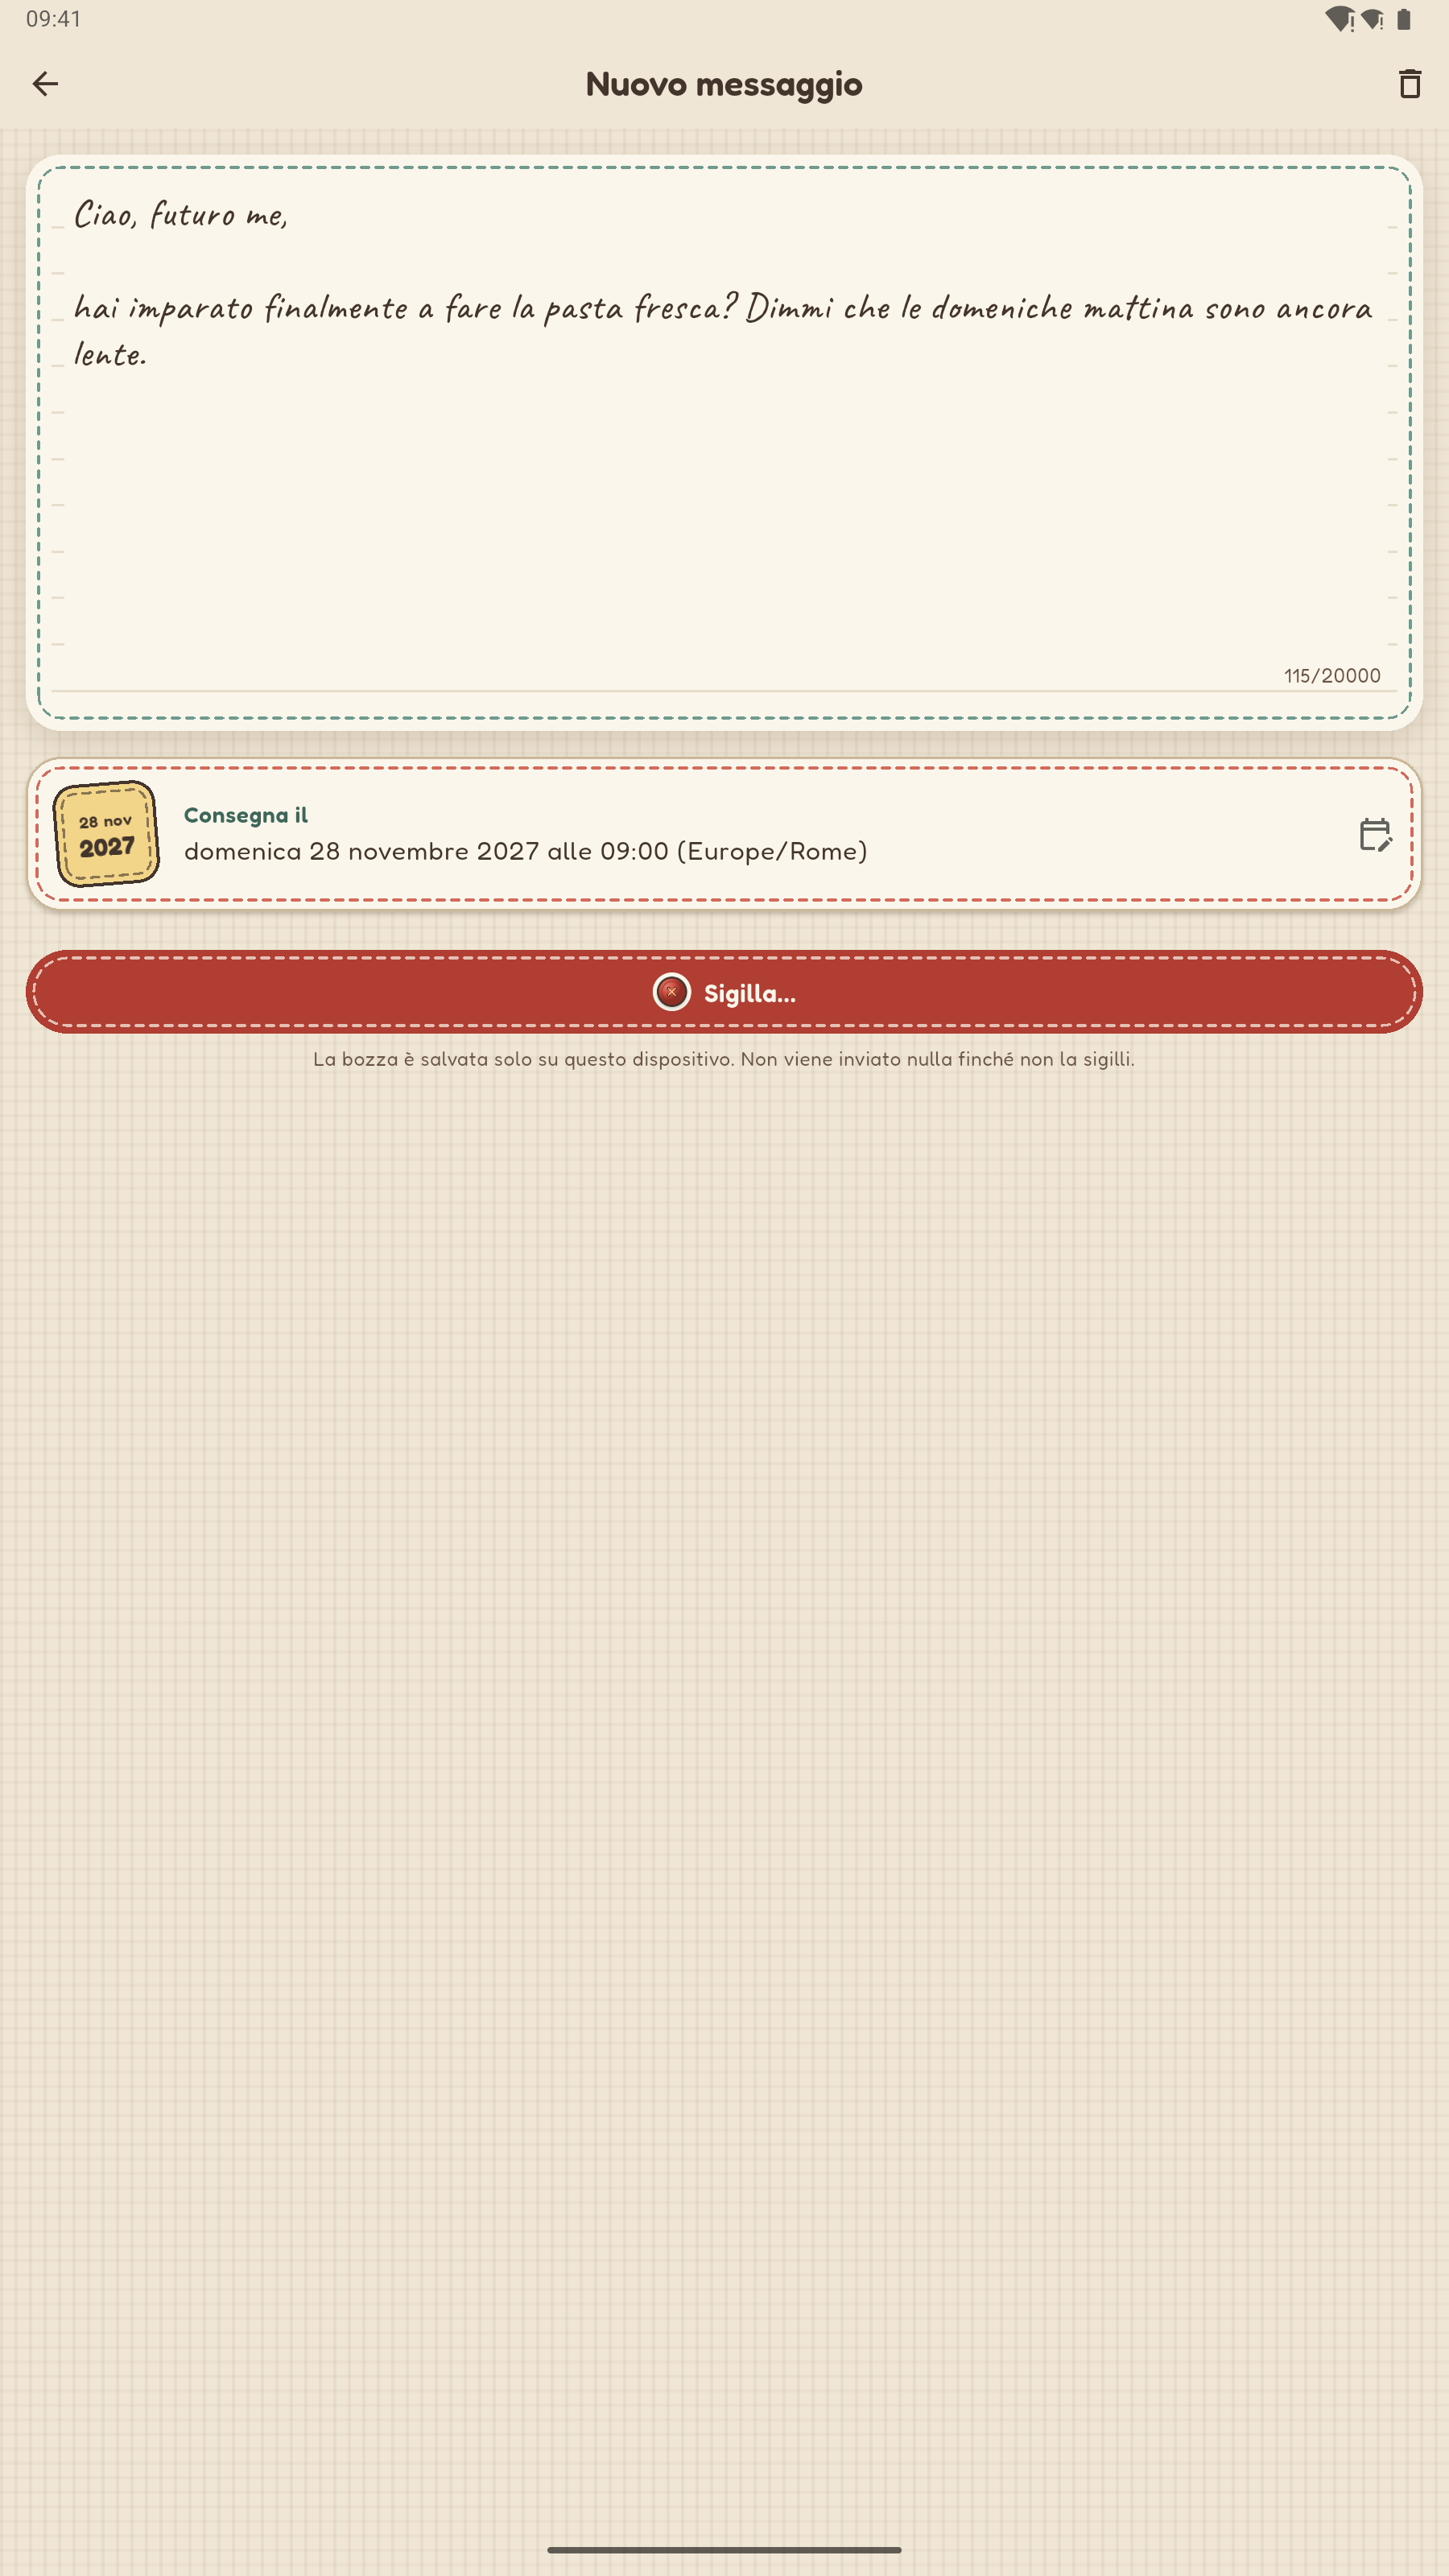 09:41
Nuovo messaggio
Ciao, futuro me,
hai imparato finalmente a fare la pasta fresca? Dimmi che le domeniche mattina sono ancora
lente.
115/20000
28 nov
2027
Consegna il
domenica 28 novembre 2027 alle 09:00 (Europe/Rome)
Sigilla...
La bozza è salvata solo su questo dispositivo. Non viene inviato nulla finché non la sigilli.